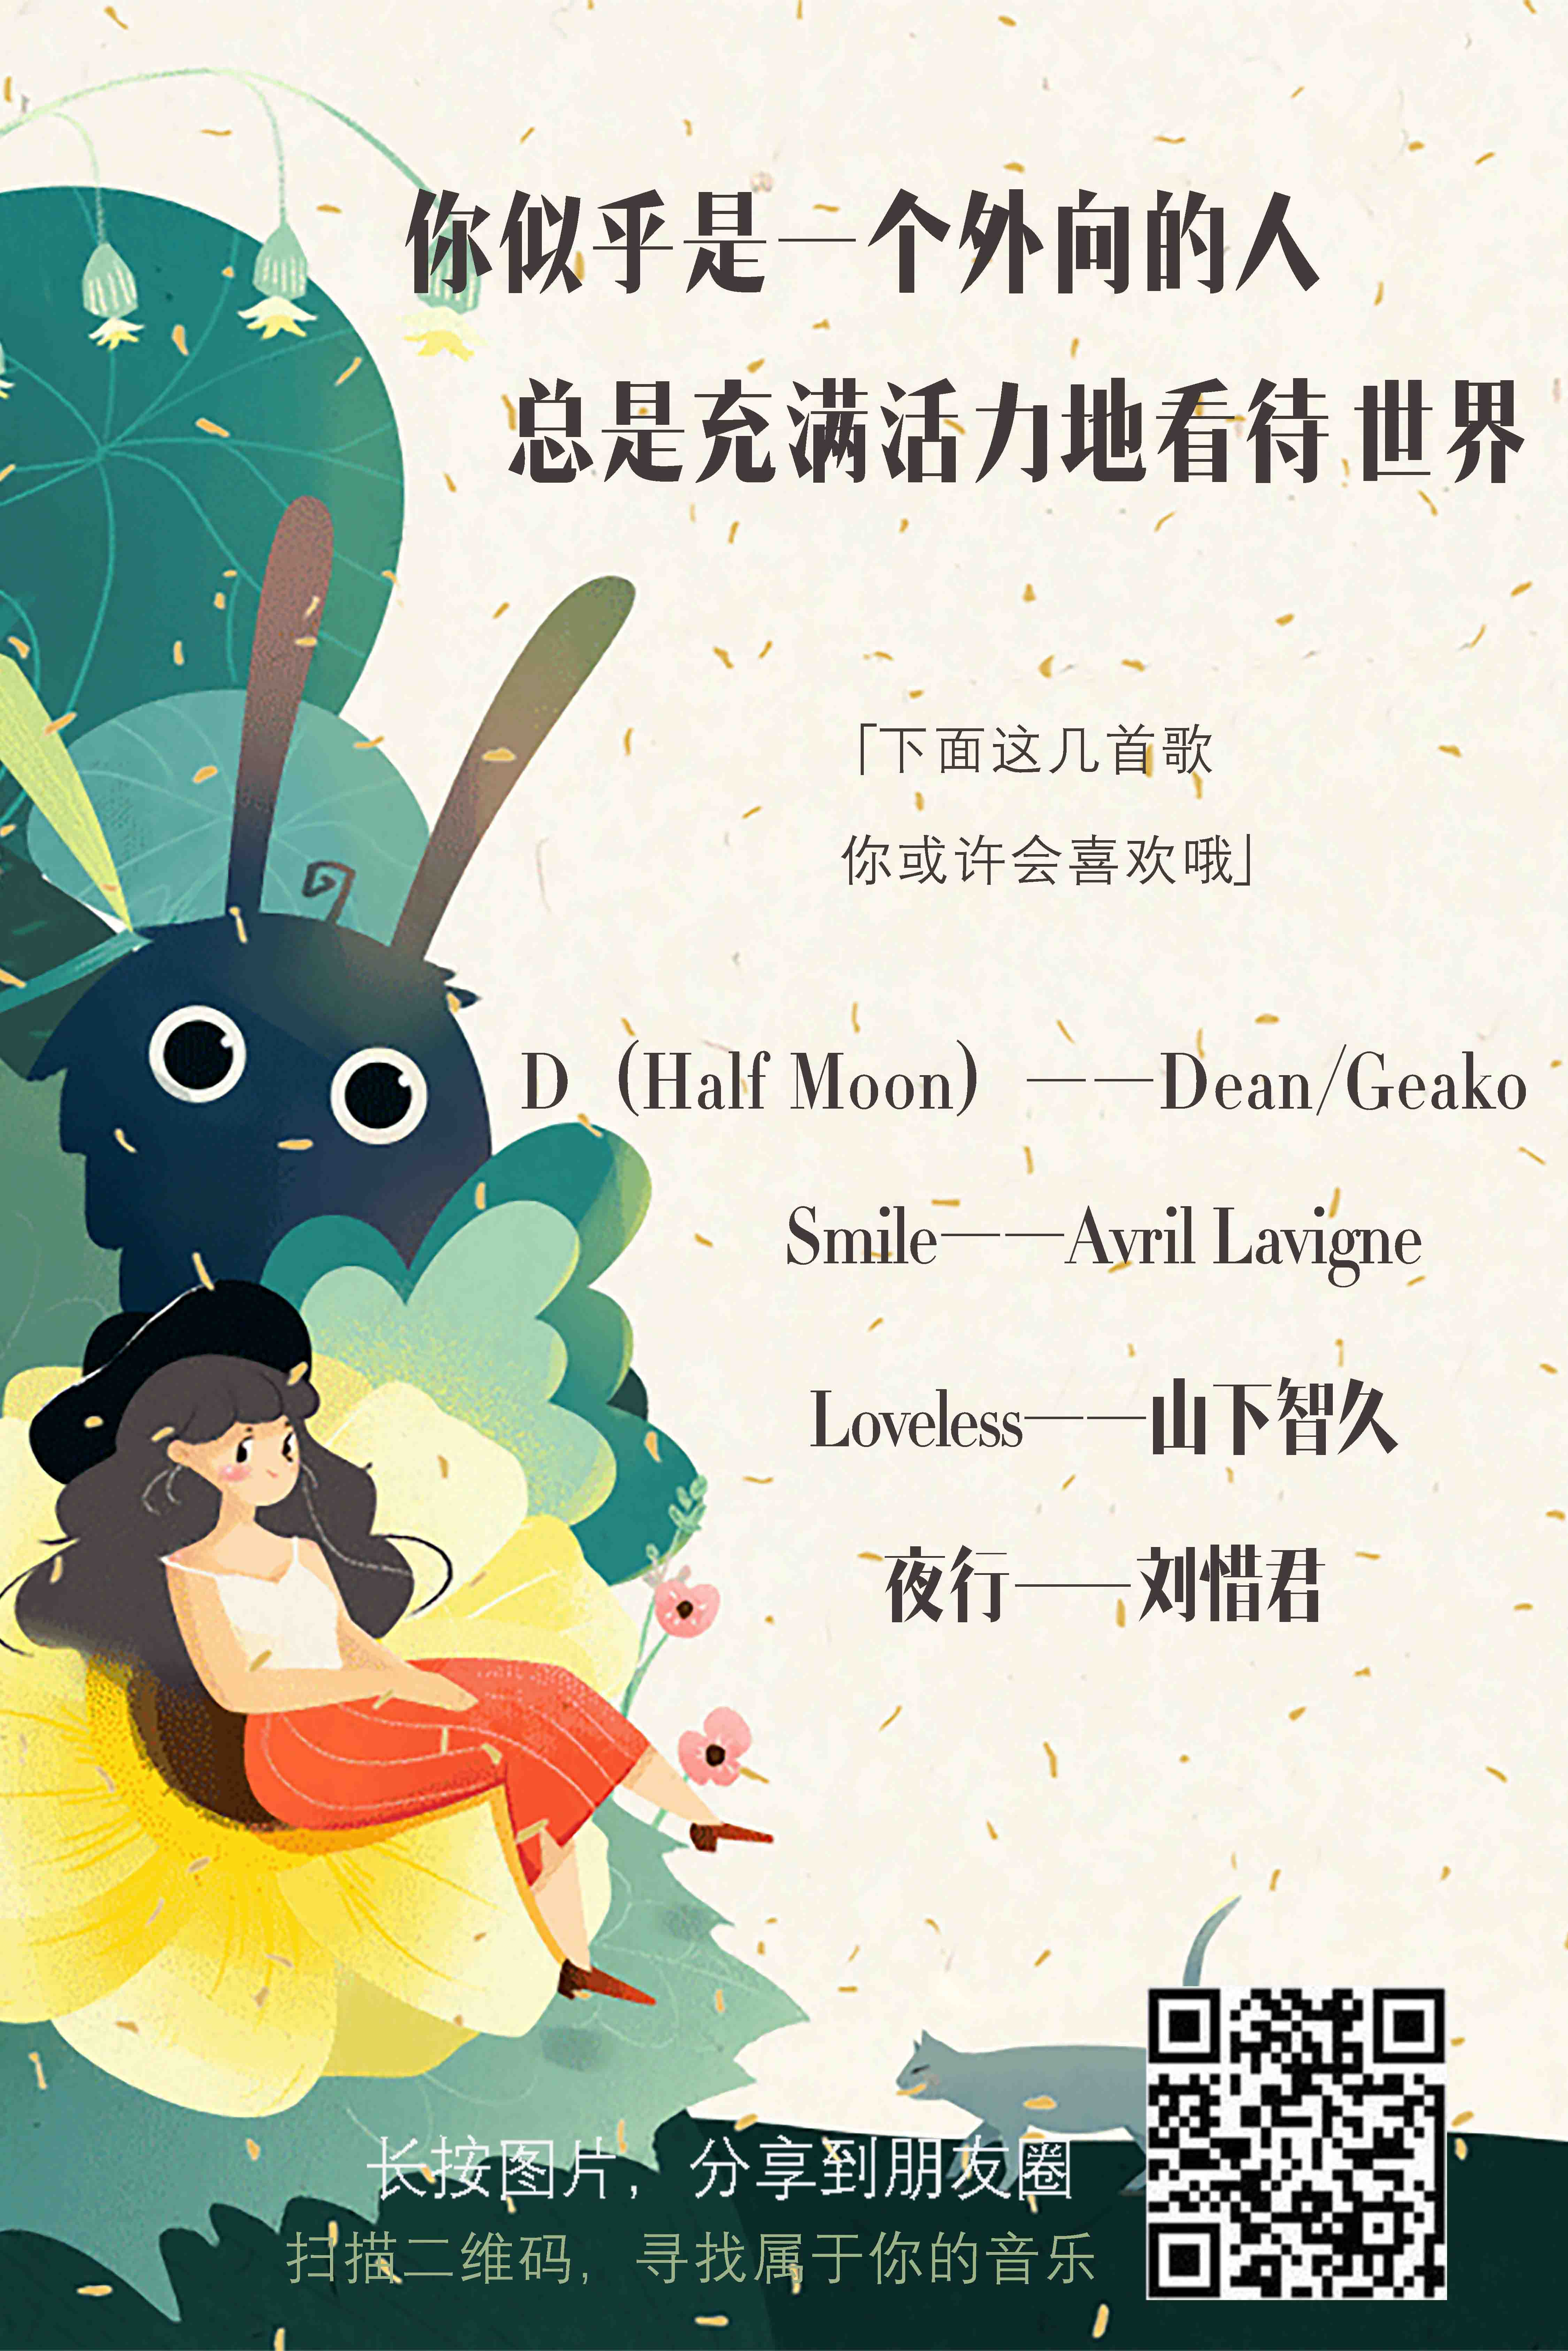 你似乎是一个外向的人
总是充满活力地看待 世界
「下面这几首歌
你或许会喜欢哦」
D（Half Moon）——Dean/Geako
Smile——Avril Lavigne
Loveless——山下智久
夜行——刘惜君
长按图片，分享到朋友圈
扫描二维码，寻找属于你的音乐